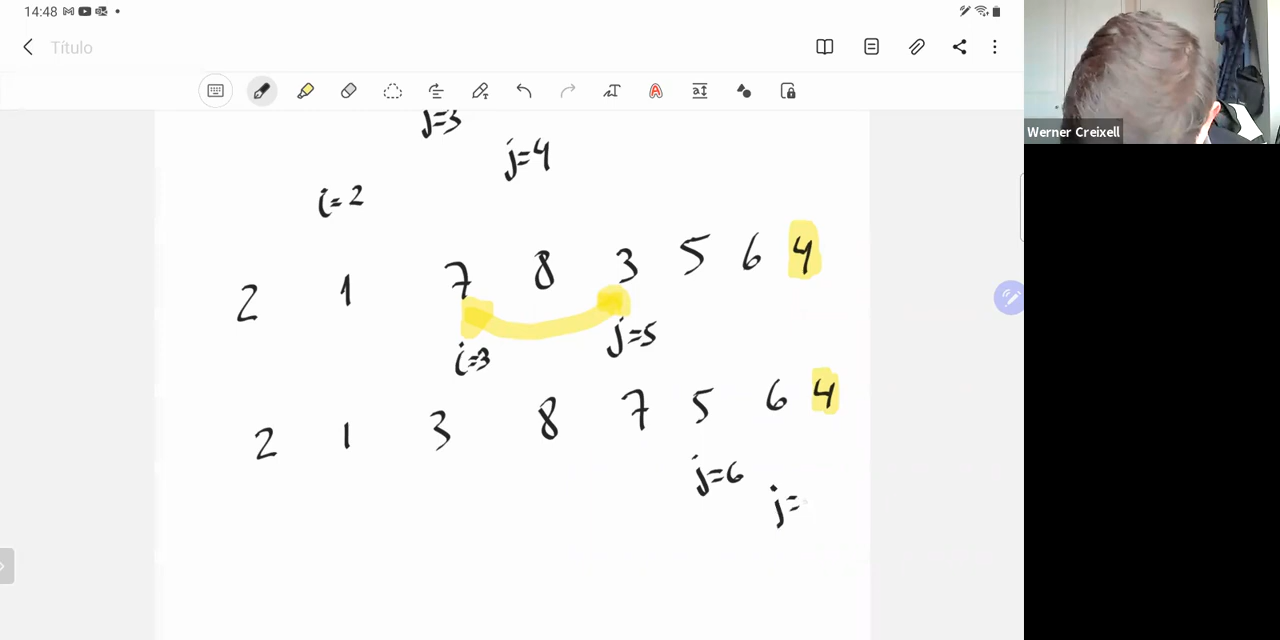 14:48
Título
Werner Creixell
j=3
j=4
i=2
2 1 7 8 3 5 6 4
i=3 j=5
2 1 3 8 7 5 6 4
j=6
j=